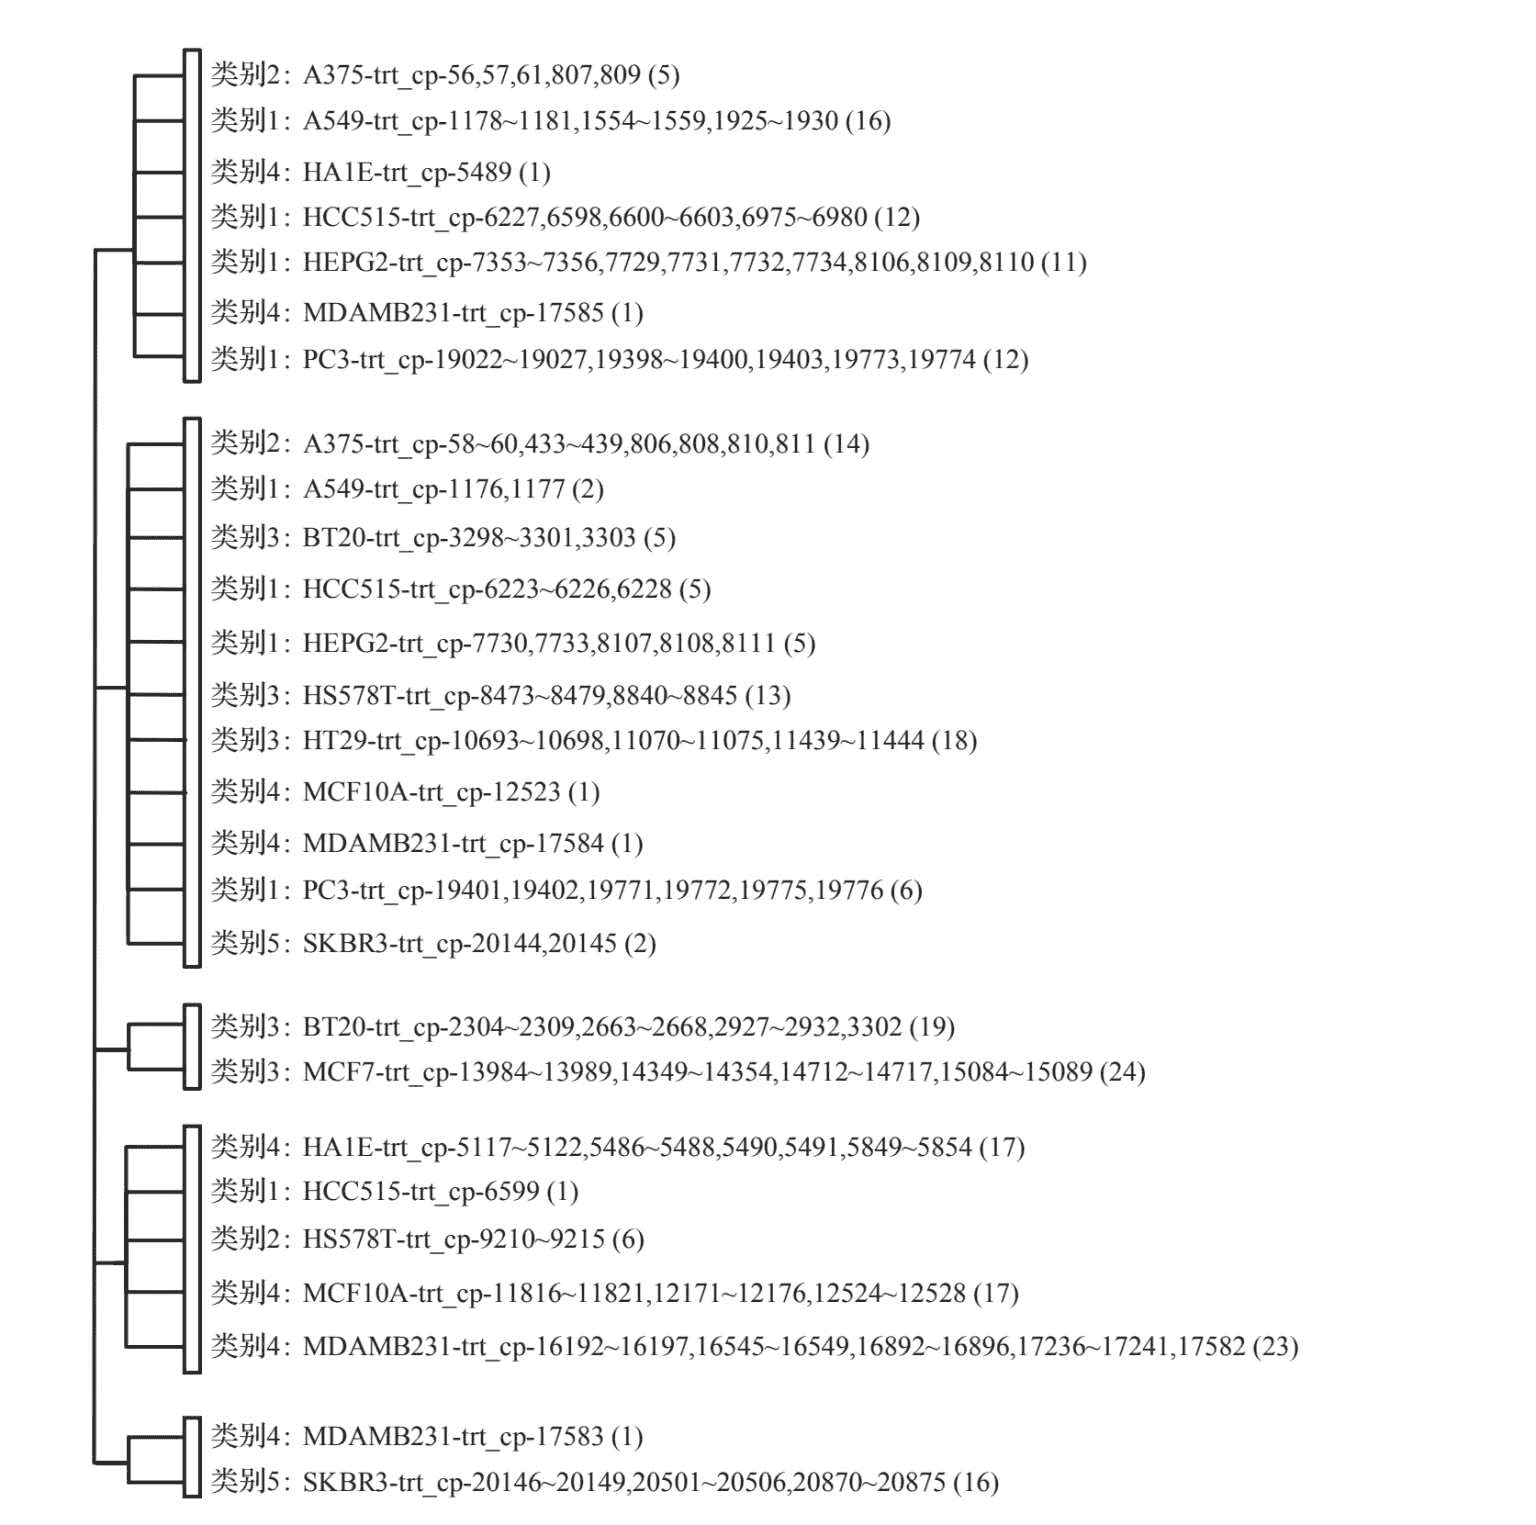 类别2: A375-trt_cp-56,57,61,807,809 (5)
类别1: A549-trt_cp-1178~1181,1554~1559,1925~1930 (16)
类别4: HA1E-trt_cp-5489 (1)
类别1: HCC515-trt_cp-6227,6598,6600~6603,6975~6980 (12)
类别1: HEPG2-trt_cp-7353~7356,7729,7731,7732,7734,8106,8109,8110 (11)
类别4: MDAMB231-trt_cp-17585 (1)
类别1: PC3-trt_cp-19022~19027,19398~19400,19403,19773,19774 (12)
类别2: A375-trt_cp-58~60,433~439,806,808,810,811 (14)
类别1: A549-trt_cp-1176,1177 (2)
类别3: BT20-trt_cp-3298~3301,3303 (5)
类别1: HCC515-trt_cp-6223~6226,6228 (5)
类别1: HEPG2-trt_cp-7730,7733,8107,8108,8111 (5)
类别3: HS578T-trt_cp-8473~8479,8840~8845 (13)
类别3: HT29-trt_cp-10693~10698,11070~11075,11439~11444 (18)
类别4: MCF10A-trt_cp-12523 (1)
类别4: MDAMB231-trt_cp-17584 (1)
类别1: PC3-trt_cp-19401,19402,19771,19772,19775,19776 (6)
类别5: SKBR3-trt_cp-20144,20145 (2)
类别3: BT20-trt_cp-2304~2309,2663~2668,2927~2932,3302 (19)
类别3: MCF7-trt_cp-13984~13989,14349~14354,14712~14717,15084~15089 (24)
类别4: HA1E-trt_cp-5117~5122,5486~5488,5490,5491,5849~5854 (17)
类别1: HCC515-trt_cp-6599 (1)
类别2: HS578T-trt_cp-9210~9215 (6)
类别4: MCF10A-trt_cp-11816~11821,12171~12176,12524~12528 (17)
类别4: MDAMB231-trt_cp-16192~16197,16545~16549,16892~16896,17236~17241,17582 (23)
类别4: MDAMB231-trt_cp-17583 (1)
类别5: SKBR3-trt_cp-20146~20149,20501~20506,20870~20875 (16)